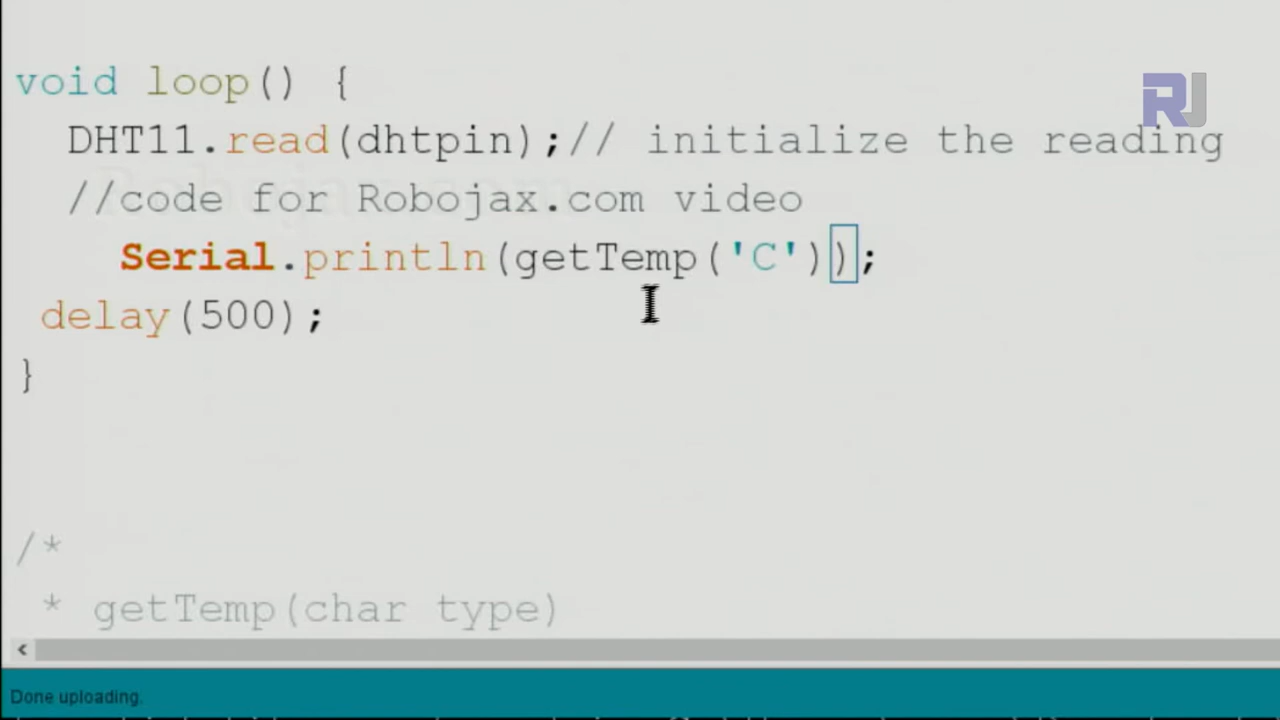 RJ
void loop() {
DHT11.read(dhtpin);// initialize the reading
//code for Robojax.com video
Serial.println(getTemp('C'));
delay(500);
}
/*
* getTemp(char type)
<
Done uploading.